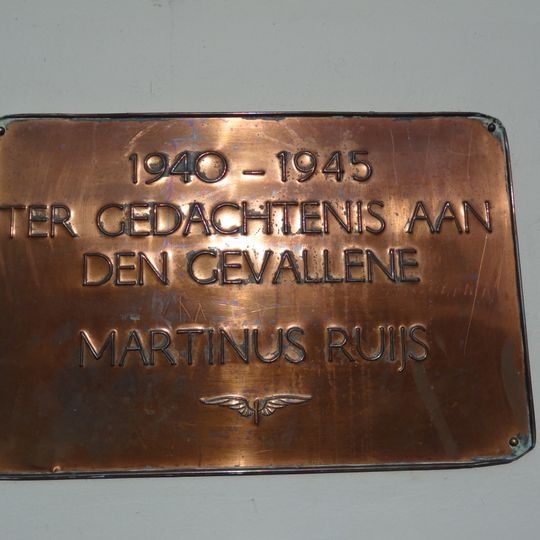 1940 - 1945
TER GEDACHTENIS AAN
DEN GEVALLENE
MARTINUS RUIJS